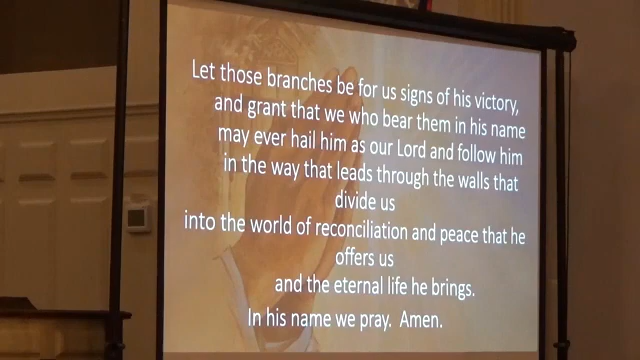 Let those branches be for us signs of his victory,
and grant that we who bear them in his name
may ever hail him as our Lord and follow him
in the way that leads through the walls that
divide us
into the world of reconciliation and peace that he
offers us
and the eternal life he brings.
In his name we pray. Amen.